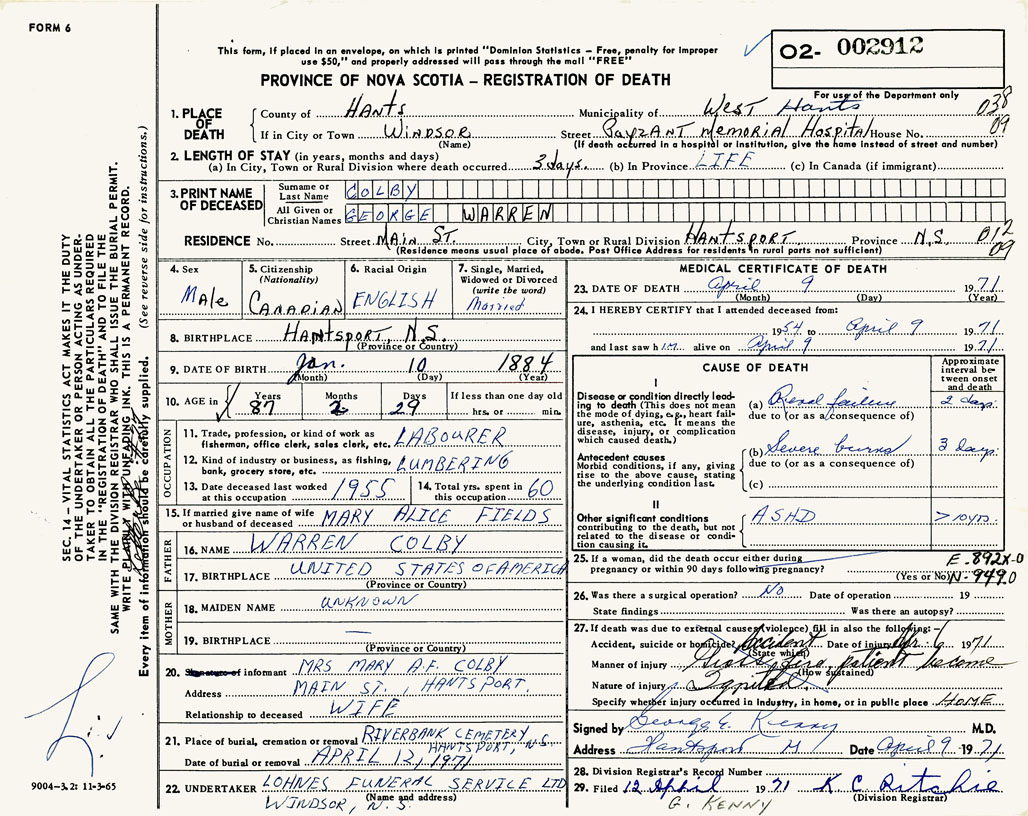 FORM 6
This form, if placed in an envelope, on which is printed "Dominion Statistics – Free, penalty for improper
use $50," and properly addressed will pass through the mail "FREE"
PROVINCE OF NOVA SCOTIA – REGISTRATION OF DEATH
02- 002912
For use of the Department only
1. PLACE OF DEATH
County of HANTS Municipality of West Hants 038
If in City or Town WINDSOR Street PAYZANT Memorial Hospital House No. 09
(Name) (If death occurred in a hospital or institution, give the name instead of street and number)
2. LENGTH OF STAY (in years, months and days)
(a) In City, Town or Rural Division where death occurred 3 days. (b) In Province LIFE (c) In Canada (if immigrant)
3. PRINT NAME OF DECEASED
Surname or Last Name COLBY
All Given or Christian Names GEORGE WARREN
RESIDENCE No. Street MAIN ST. City, Town or Rural Division HANTSPORT Province N.S. 012
09
(Residence means usual place of abode. Post Office Address for residents in rural parts not sufficient)
4. Sex Male
5. Citizenship (Nationality) CANADIAN
6. Racial Origin ENGLISH
7. Single, Married, Widowed or Divorced (write the word) Married
8. BIRTHPLACE HANTSPORT, N.S.
(Province or Country)
9. DATE OF BIRTH Jan. 10 1884
(Month) (Day) (Year)
10. AGE in Years 87 Months 2 Days 29 If less than one day old hrs. or min.
OCCUPATION
11. Trade, profession, or kind of work as fisherman, office clerk, sales clerk, etc. LABOURER
12. Kind of industry or business, as fishing, bank, grocery store, etc. LUMBERING
13. Date deceased last worked at this occupation 1955
14. Total yrs. spent in this occupation 60
15. If married give name of wife or husband of deceased MARY ALICE FIELDS
FATHER
16. NAME WARREN COLBY
17. BIRTHPLACE UNITED STATES OF AMERICA
(Province or Country)
MOTHER
18. MAIDEN NAME UNKNOWN
19. BIRTHPLACE —
(Province or Country)
20. Signature of informant MRS MARY A.F. COLBY
Address MAIN ST., HANTSPORT.
Relationship to deceased WIFE
21. Place of burial, cremation or removal RIVERBANK CEMETERY
HANTSPORT, N.S.
Date of burial or removal APRIL 12, 1971
22. UNDERTAKER LOHNES FUNERAL SERVICE LTD
(Name and address)
WINDSOR, N.S.
MEDICAL CERTIFICATE OF DEATH
23. DATE OF DEATH April 9 1971
(Month) (Day) (Year)
24. I HEREBY CERTIFY that I attended deceased from:
1954 to April 9 1971
and last saw him alive on April 9 1971
CAUSE OF DEATH
Approximate interval between onset and death
I
Disease or condition directly leading to death (This does not mean the mode of dying, e.g., heart failure, asthenia, etc. It means the disease, injury, or complication which caused death.)
(a) Renal failure 2 days
due to (or as a consequence of)
Antecedent causes
Morbid conditions, if any, giving rise to the above cause, stating the underlying condition last.
(b) Severe burns 3 days
due to (or as a consequence of)
(c)
II
Other significant conditions contributing to the death, but not related to the disease or condition causing it.
ASHD >10 yrs.
25. If a woman, did the death occur either during pregnancy or within 90 days following pregnancy? (Yes or No)
E-892X-0
N-949.0
26. Was there a surgical operation? No Date of operation 19
State findings Was there an autopsy?
27. If death was due to external causes (violence) fill in also the following: –
Accident, suicide or homicide? Accident Date of injury Apr. 6 1971
(State which)
Manner of injury fire, patient become
(How sustained)
Nature of injury Ignited.
Specify whether injury occurred in Industry, in home, or in public place HOME
Signed by George E. Kenny M.D.
Address Hantsport Date April 9 1971
28. Division Registrar's Record Number
29. Filed 12 April 1971 K C Ritchie
(Division Registrar)
G. KENNY
SEC. 14 – VITAL STATISTICS ACT MAKES IT THE DUTY
OF THE UNDERTAKER OR PERSON ACTING AS UNDER-
TAKER TO OBTAIN ALL THE PARTICULARS REQUIRED
IN THE "REGISTRATION OF DEATH" AND TO FILE THE
SAME WITH THE DIVISION REGISTRAR WHO SHALL ISSUE THE BURIAL PERMIT.
WRITE PLAINLY WITH UNFADING INK. THIS IS A PERMANENT RECORD.
Every item of information should be carefully supplied. (See reverse side for instructions.)
9004-3.2: 11-3-65